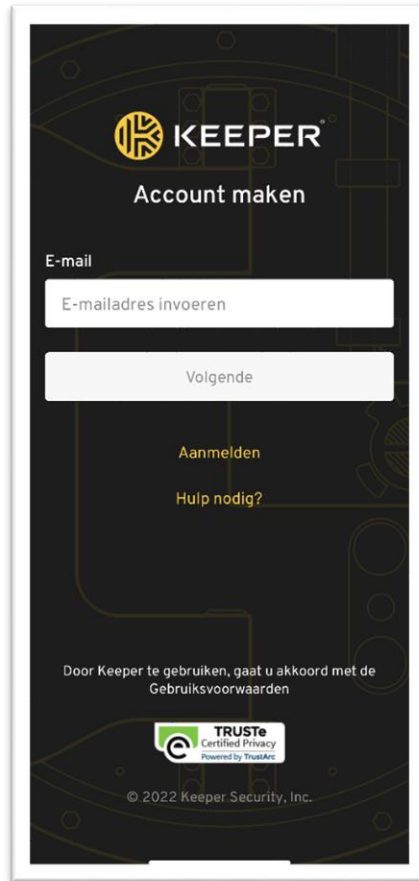 KEEPER
Account maken
E-mail
E-mailadres invoeren
Volgende
Aanmelden
Hulp nodig?
Door Keeper te gebruiken, gaat u akkoord met de
Gebruiksvoorwaarden
TRUSTe
Certified Privacy
Powered by TrustArc
© 2022 Keeper Security, Inc.